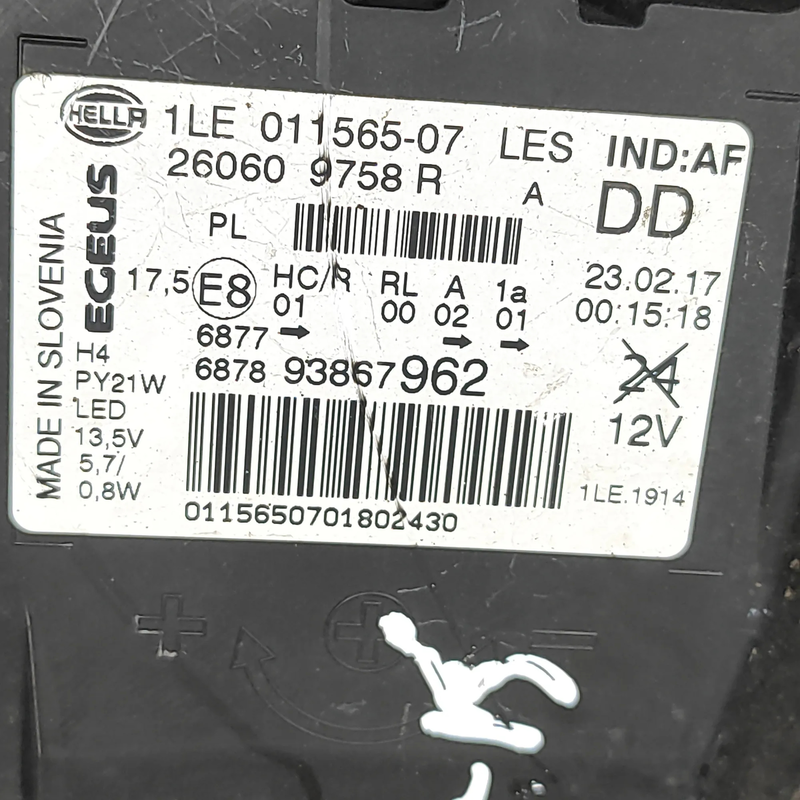 HELLA 1LE 011565-07 LES IND:AF
26060 9758 R A DD
EGEUS
MADE IN SLOVENIA
PL
17,5 E8 HC/R RL A 1a 23.02.17
01 00 02 01 00:15:18
6877 →
→ →
H4 6878 93867962 24
PY21W
LED 12V
13,5V
5,7/
0,8W 1LE.1914
0115650701802430